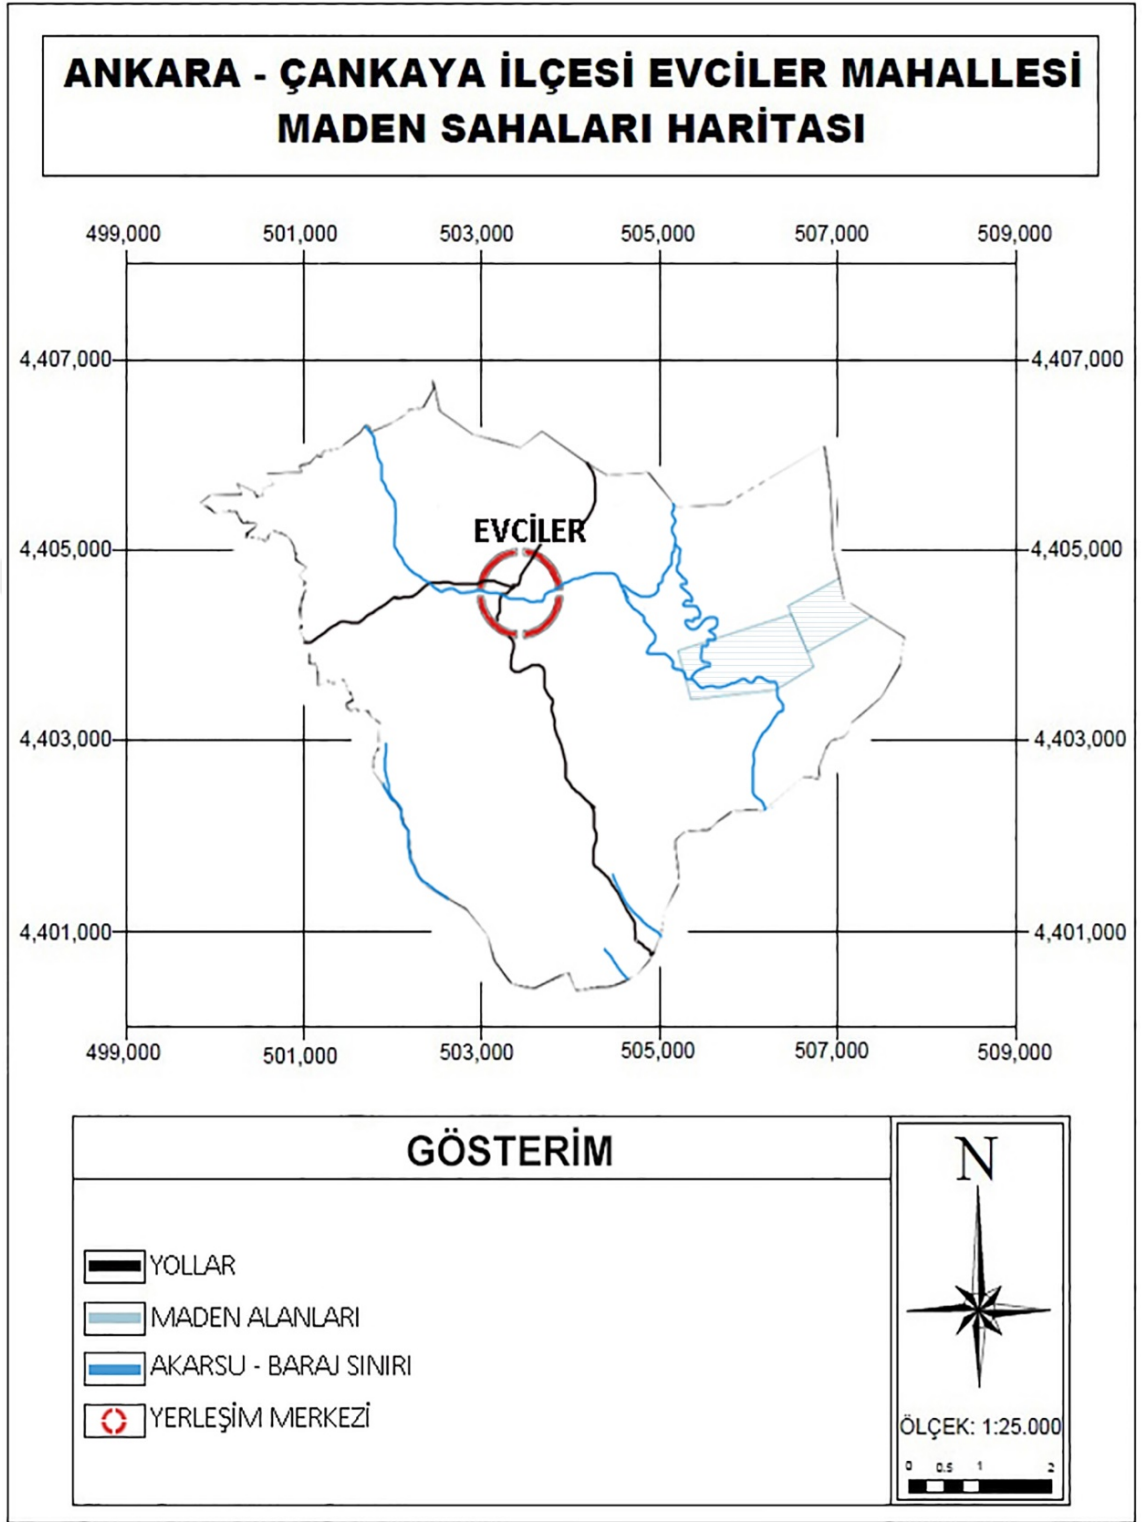 ANKARA - ÇANKAYA İLÇESİ EVCİLER MAHALLESİ
MADEN SAHALARI HARİTASI
499,000 501,000 503,000 505,000 507,000 509,000
4,407,000 4,407,000
EVCİLER
4,405,000 4,405,000
4,403,000 4,403,000
4,401,000 4,401,000
499,000 501,000 503,000 505,000 507,000 509,000
GÖSTERİM
N
YOLLAR
MADEN ALANLARI
AKARSU - BARAJ SINIRI
YERLEŞİM MERKEZİ
ÖLÇEK: 1:25.000
0 0.5 1 2